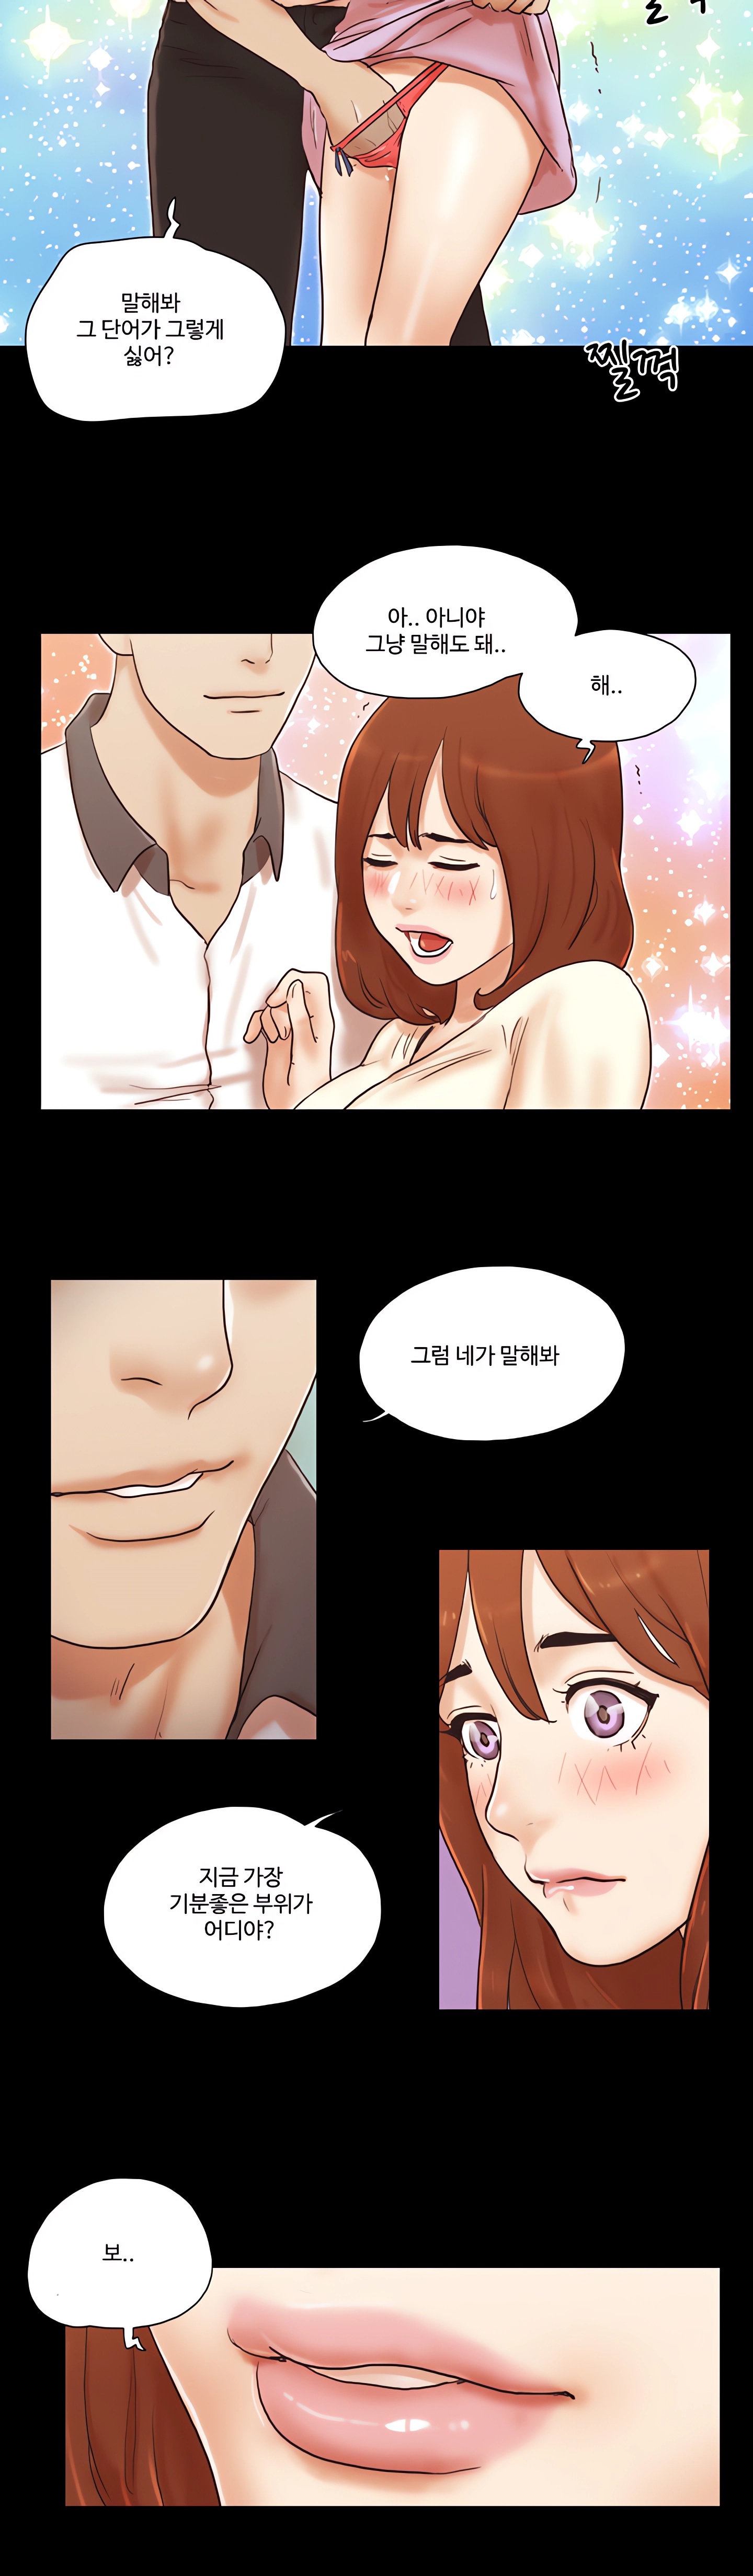 말해봐
그 단어가 그렇게
싫어?
찔꺽
아.. 아니야
그냥 말해도 돼..
해..
그럼 네가 말해봐
지금 가장
기분좋은 부위가
어디야?
보..